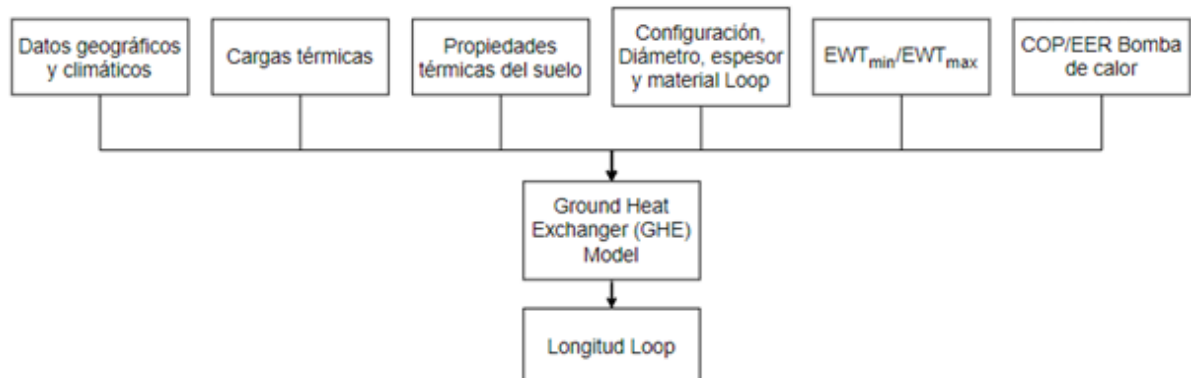 Datos geográficos
y climáticos
Cargas térmicas
Propiedades
térmicas del suelo
Configuración,
Diámetro, espesor
y material Loop
EWTmin/EWTmax
COP/EER Bomba
de calor
Ground Heat
Exchanger (GHE)
Model
Longitud Loop